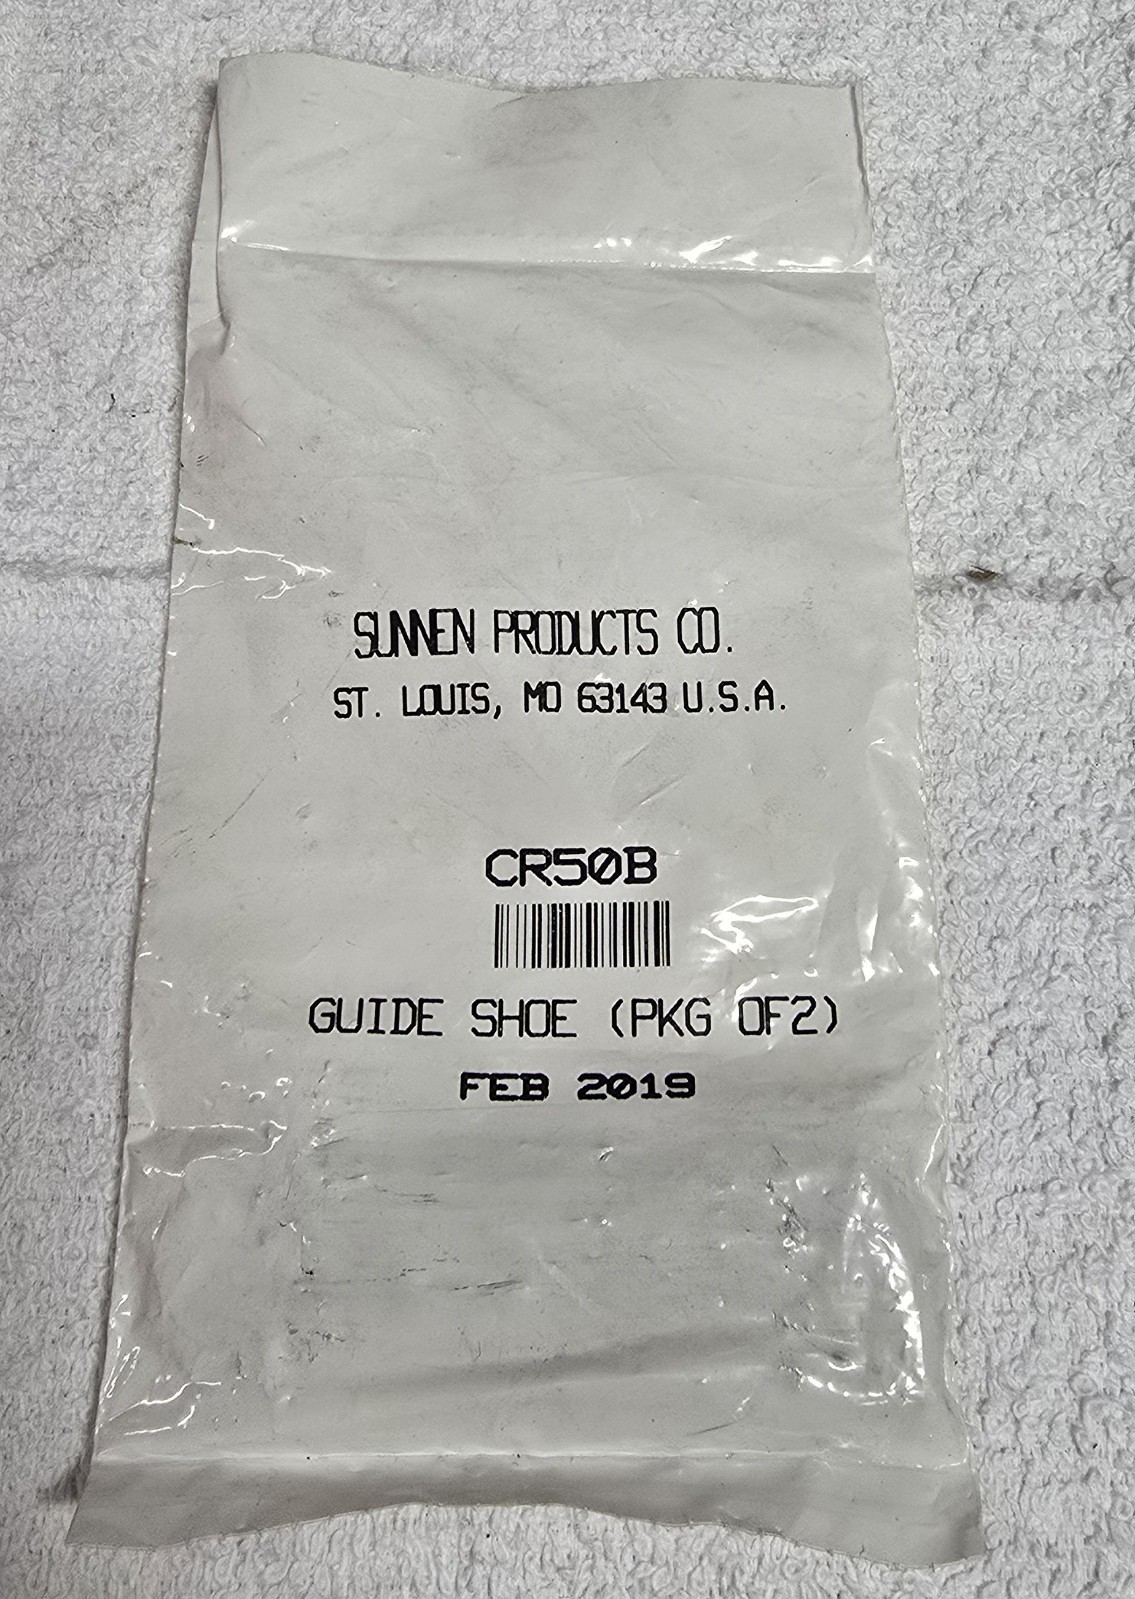 SUNNEN PRODUCTS CO.
ST. LOUIS, MO 63143 U.S.A.
CR50B
GUIDE SHOE (PKG OF2)
FEB 2019